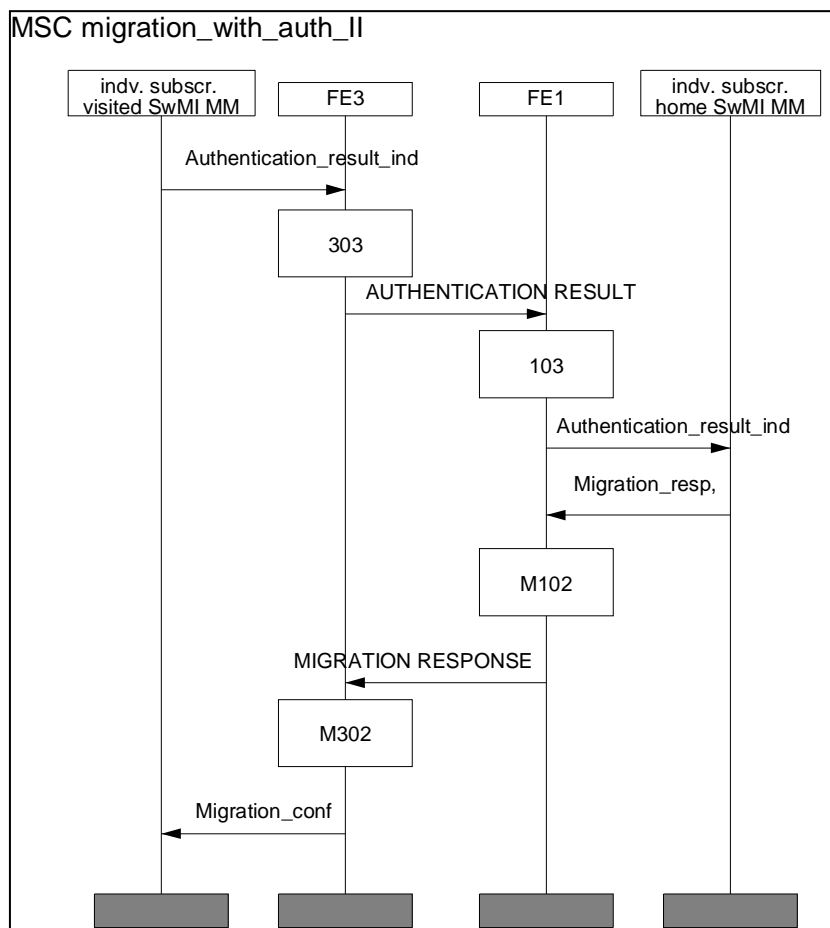 MSC migration_with_auth_II
indv. subscr.
visited SwMI MM
FE3
FE1
indv. subscr.
home SwMI MM
Authentication_result_ind
303
AUTHENTICATION RESULT
103
Authentication_result_ind
Migration_resp,
M102
MIGRATION RESPONSE
M302
Migration_conf